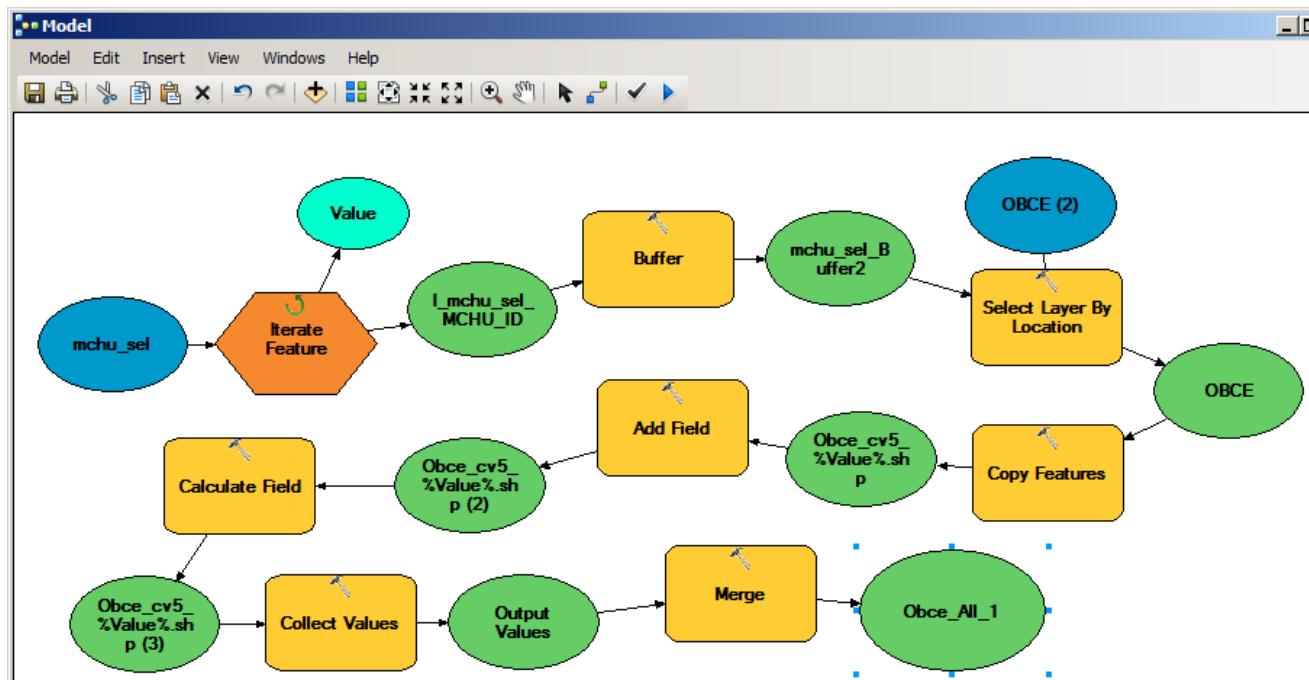 Model
Model Edit Insert View Windows Help
Value
OBCE (2)
Buffer
mchu_sel_B
uffer2
I_mchu_sel_
MCHU_ID
Select Layer By
Location
Iterate
Feature
mchu_sel
OBCE
Add Field
Obce_cv5_
%Value%.sh
p
Copy Features
Obce_cv5_
%Value%.sh
p (2)
Calculate Field
Obce_cv5_
%Value%.sh
p (3)
Collect Values
Output
Values
Merge
Obce_All_1